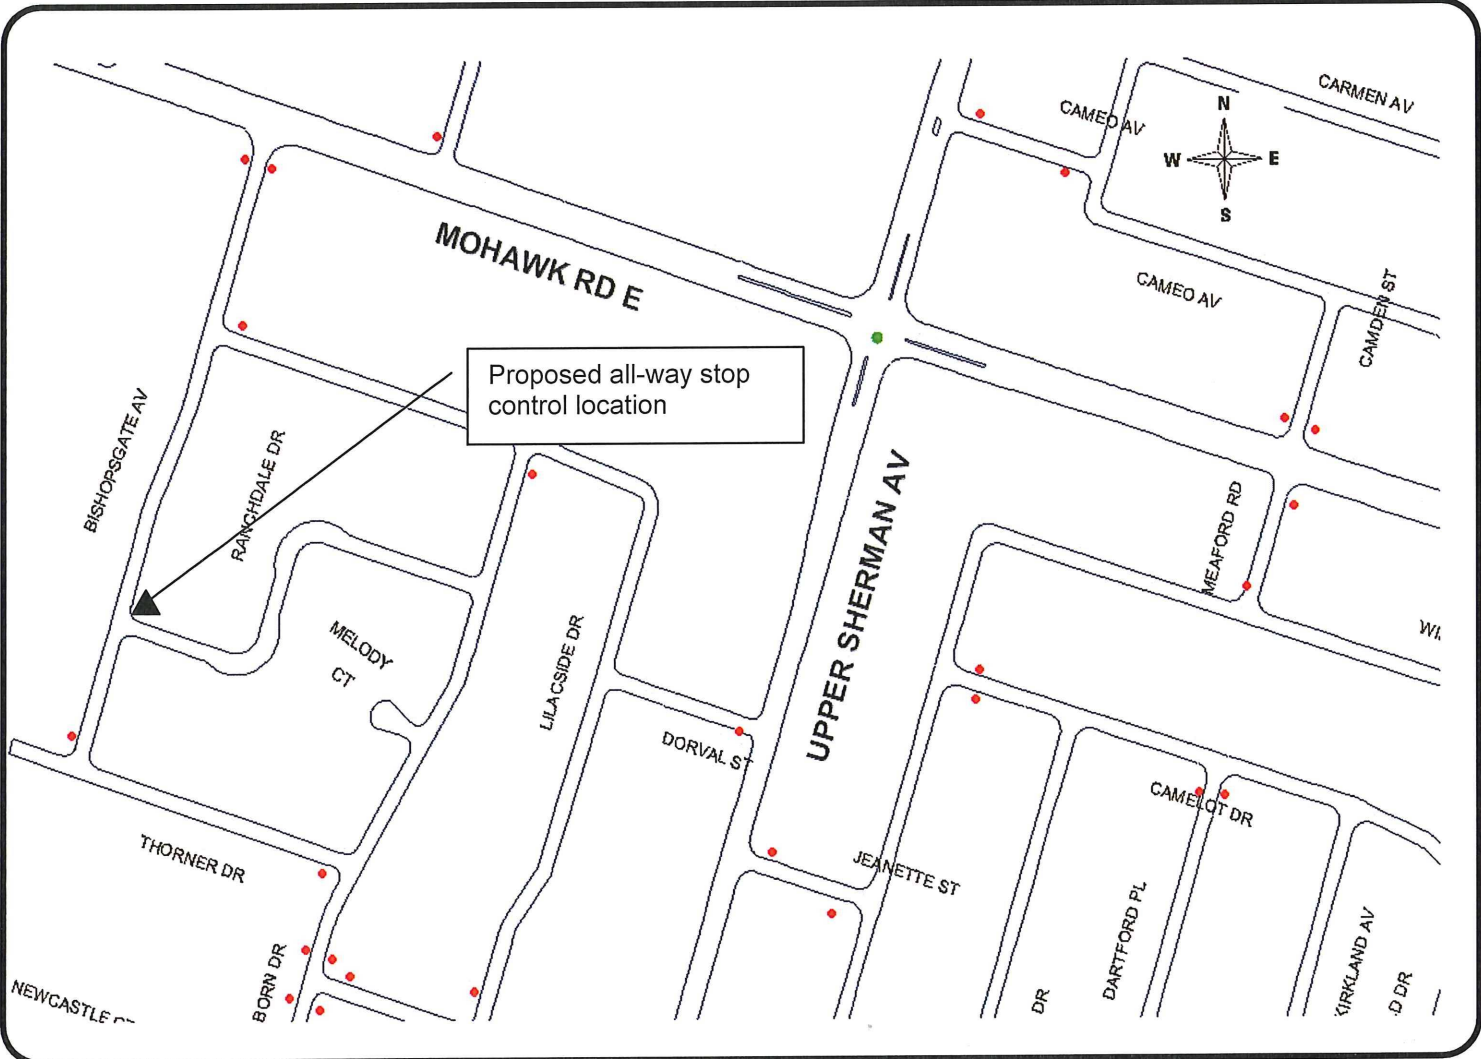 CARMEN AV
CAMEO AV
N
W
E
S
MOHAWK RD E
CAMEO AV
CAMDEN ST
Proposed all-way stop
control location
BISHOPSGATE AV
RANCHDALE DR
UPPER SHERMAN AV
MEAFORD RD
MELODY
CT
LILACSIDE DR
DORVAL ST
CAMELOT DR
THORNER DR
JEANETTE ST
DARTFORD PL
KIRKLAND AV
BORN DR
DR
D DR
NEWCASTLE